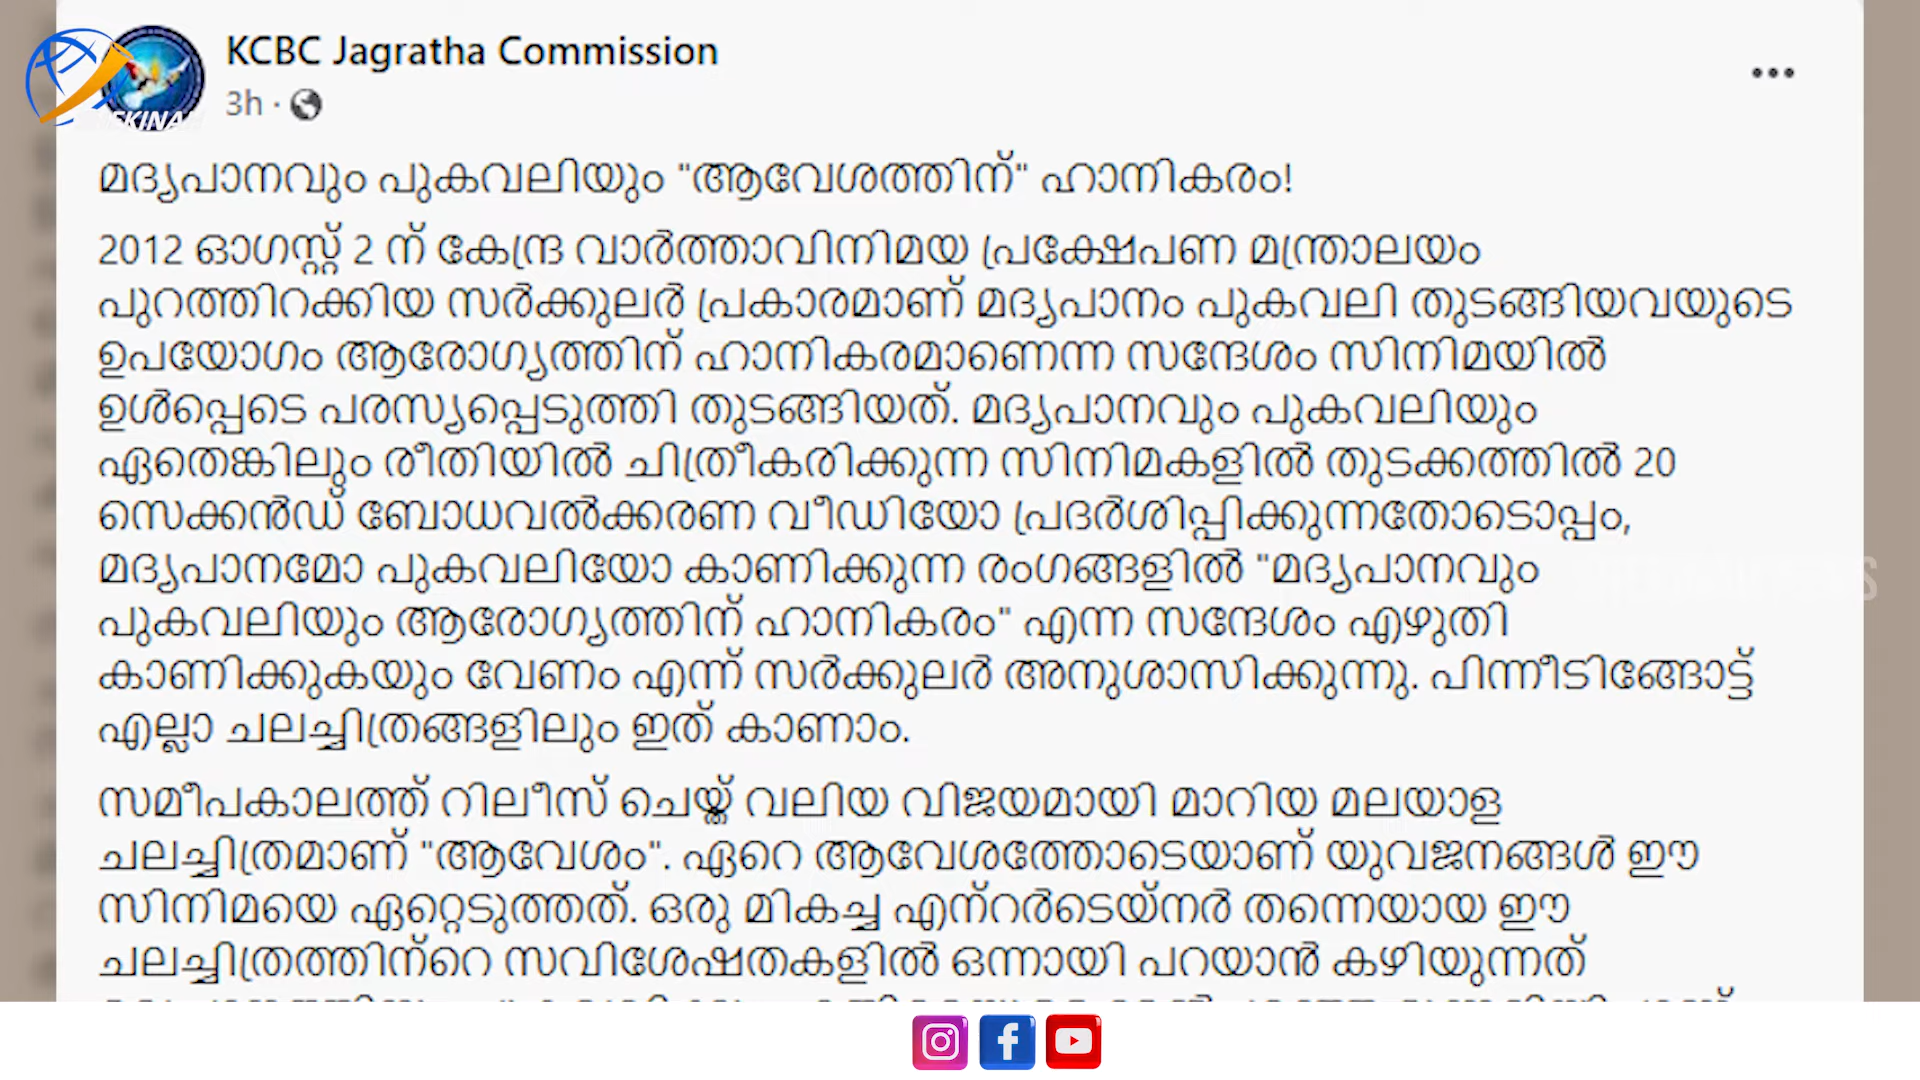 KCBC Jagratha Commission
3h ·
മദ്യപാനവും പുകവലിയും "ആവേശത്തിന്" ഹാനികരം!
2012 ഓഗസ്റ്റ് 2 ന് കേന്ദ്ര വാർത്താവിനിമയ പ്രക്ഷേപണ മന്ത്രാലയം
പുറത്തിറക്കിയ സർക്കുലർ പ്രകാരമാണ് മദ്യപാനം പുകവലി തുടങ്ങിയവയുടെ
ഉപയോഗം ആരോഗ്യത്തിന് ഹാനികരമാണെന്ന സന്ദേശം സിനിമയിൽ
ഉൾപ്പെടെ പരസ്യപ്പെടുത്തി തുടങ്ങിയത്. മദ്യപാനവും പുകവലിയും
ഏതെങ്കിലും രീതിയിൽ ചിത്രീകരിക്കുന്ന സിനിമകളിൽ തുടക്കത്തിൽ 20
സെക്കൻഡ് ബോധവൽക്കരണ വീഡിയോ പ്രദർശിപ്പിക്കുന്നതോടൊപ്പം,
മദ്യപാനമോ പുകവലിയോ കാണിക്കുന്ന രംഗങ്ങളിൽ "മദ്യപാനവും
പുകവലിയും ആരോഗ്യത്തിന് ഹാനികരം" എന്ന സന്ദേശം എഴുതി
കാണിക്കുകയും വേണം എന്ന് സർക്കുലർ അനുശാസിക്കുന്നു. പിന്നീടിങ്ങോട്ട്
എല്ലാ ചലച്ചിത്രങ്ങളിലും ഇത് കാണാം.
സമീപകാലത്ത് റിലീസ് ചെയ്ത് വലിയ വിജയമായി മാറിയ മലയാള
ചലച്ചിത്രമാണ് "ആവേശം". ഏറെ ആവേശത്തോടെയാണ് യുവജനങ്ങൾ ഈ
സിനിമയെ ഏറ്റെടുത്തത്. ഒരു മികച്ച എന്റർടെയ്നർ തന്നെയായ ഈ
ചലച്ചിത്രത്തിന്റെ സവിശേഷതകളിൽ ഒന്നായി പറയാൻ കഴിയുന്നത്